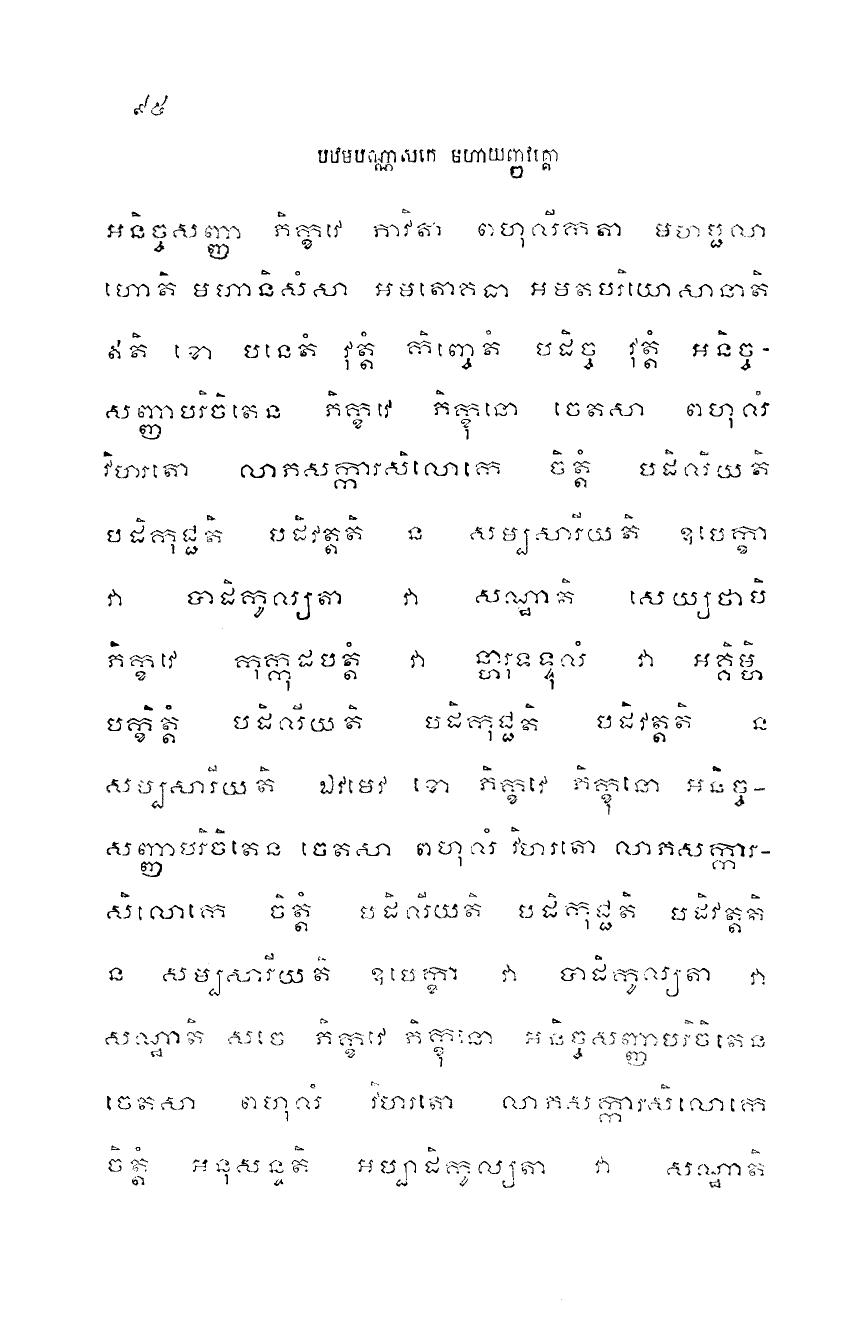 ៩៥
បឋមបណ្ណាសកេ មហាយញ្ញវគ្គោ
អនិច្ចសញ្ញា ភិក្ខវេ ភាវិតា ពហុលីកតា មហប្ផលា
ហោតិ មហានិសំសា អមតោគធា អមតបរិយោសានាតិ
ឥតិ ខោ បនេតំ វុត្តំ កិញ្ចេតំ បដិច្ច វុត្តំ អនិច្ច-
សញ្ញាបរិចិតេន ភិក្ខវេ ភិក្ខុនោ ចេតសា ពហុលំ
វិហរតោ លាភសក្ការសិលោកេ ចិត្តំ បដិលីយតិ
បដិកុដ្ដតិ បដិវត្តតិ ន សម្បសារីយតិ ឧបេក្ខា
វា បាដិកូល្យតា វា សណ្ឋាតិ សេយ្យថាបិ
ភិក្ខវេ កុក្កុដបត្តំ វា ន្ហារុទទ្ទុលំ វា អគ្គិម្ហិ
បក្ខិត្តំ បដិលីយតិ បដិកុដ្ដតិ បដិវត្តតិ ន
សម្បសារីយតិ ឯវមេវ ខោ ភិក្ខវេ ភិក្ខុនោ អនិច្ច-
សញ្ញាបរិចិតេន ចេតសា ពហុលំ វិហរតោ លាភសក្ការ-
សិលោកេ ចិត្តំ បដិលីយតិ បដិកុដ្ដតិ បដិវត្តតិ
ន សម្បសារីយតិ ឧបេក្ខា វា បាដិកូល្យតា វា
សណ្ឋាតិ សចេ ភិក្ខវេ ភិក្ខុនោ អនិច្ចសញ្ញាបរិចិតេន
ចេតសា ពហុលំ វិហរតោ លាភសក្ការសិលោកេ
ចិត្តំ អនុសន្ទតិ អប្បាដិកូល្យតា វា សណ្ឋាតិ